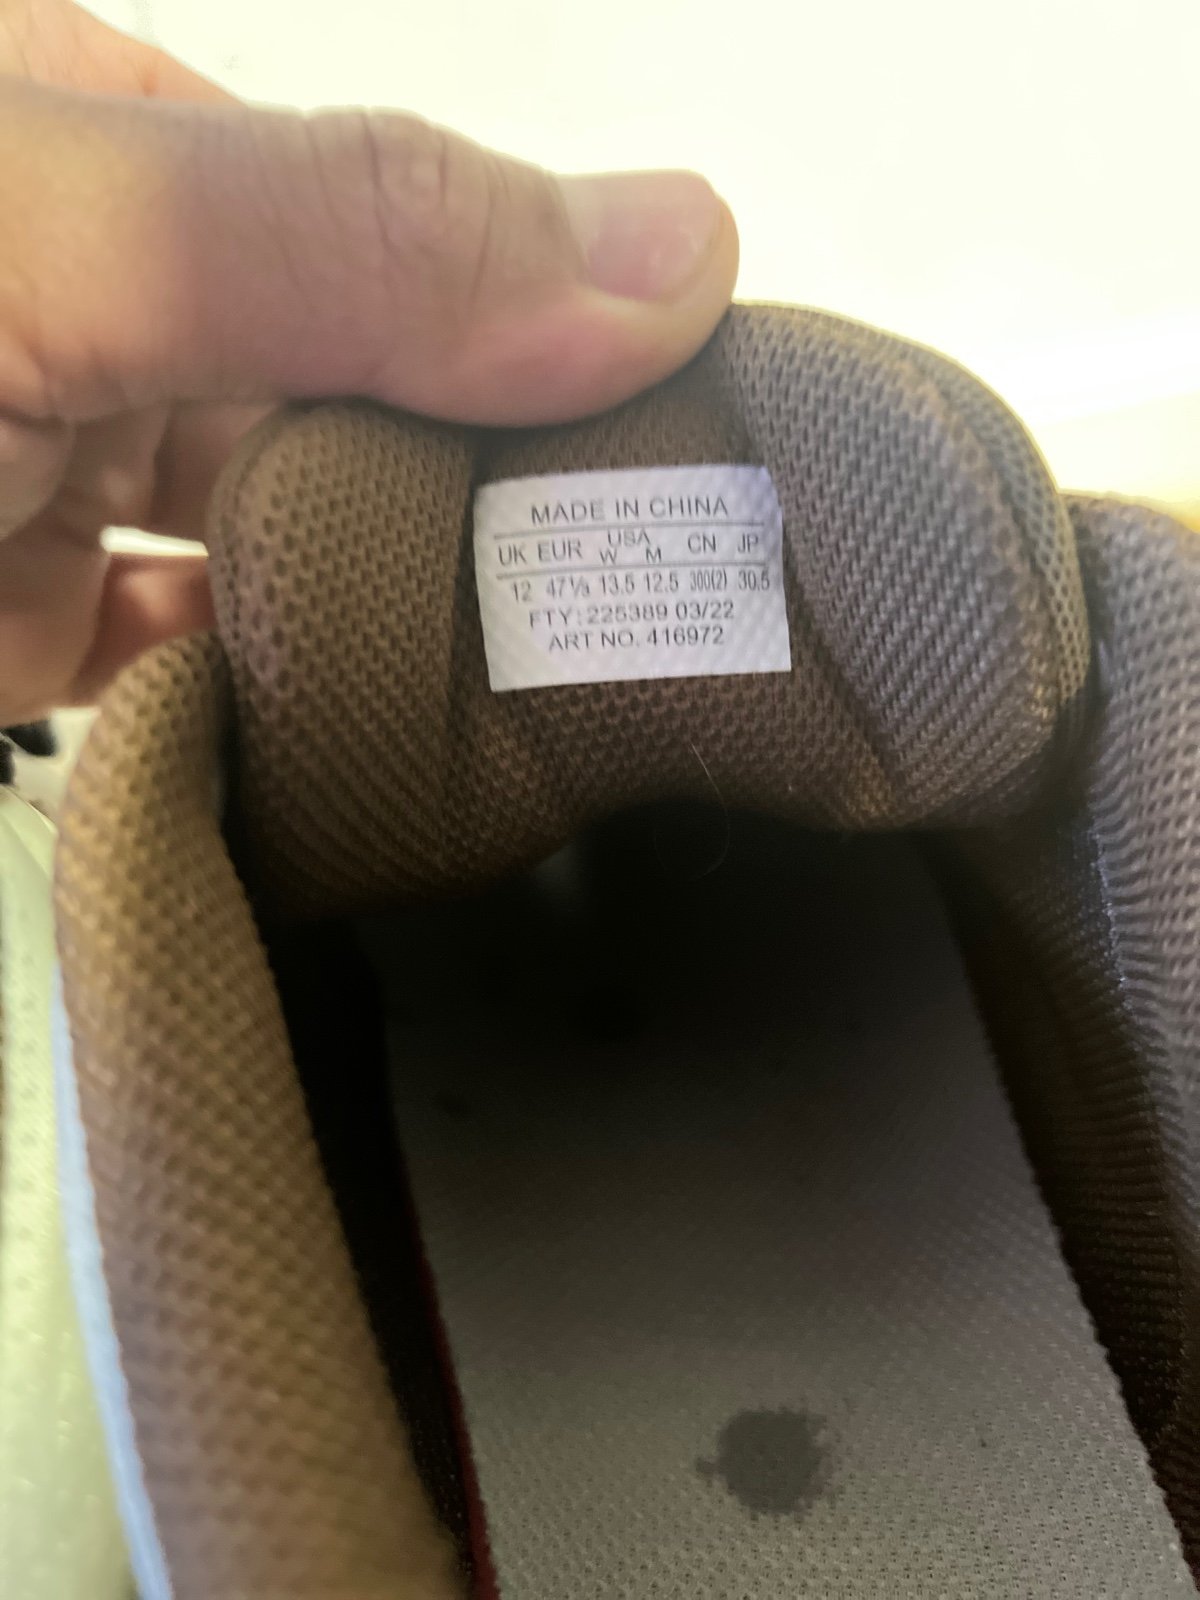 MADE IN CHINA
UK EUR USA W M CN JP
12 47⅓ 13.5 12.5 300(2) 30.5
FTY: 225389 03/22
ART NO. 416972